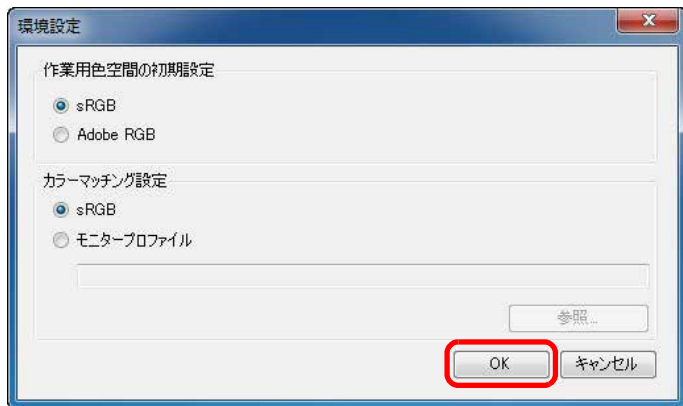 環境設定
作業用色空間の初期設定
sRGB
Adobe RGB
カラーマッチング設定
sRGB
モニタープロファイル
参照...
OK キャンセル